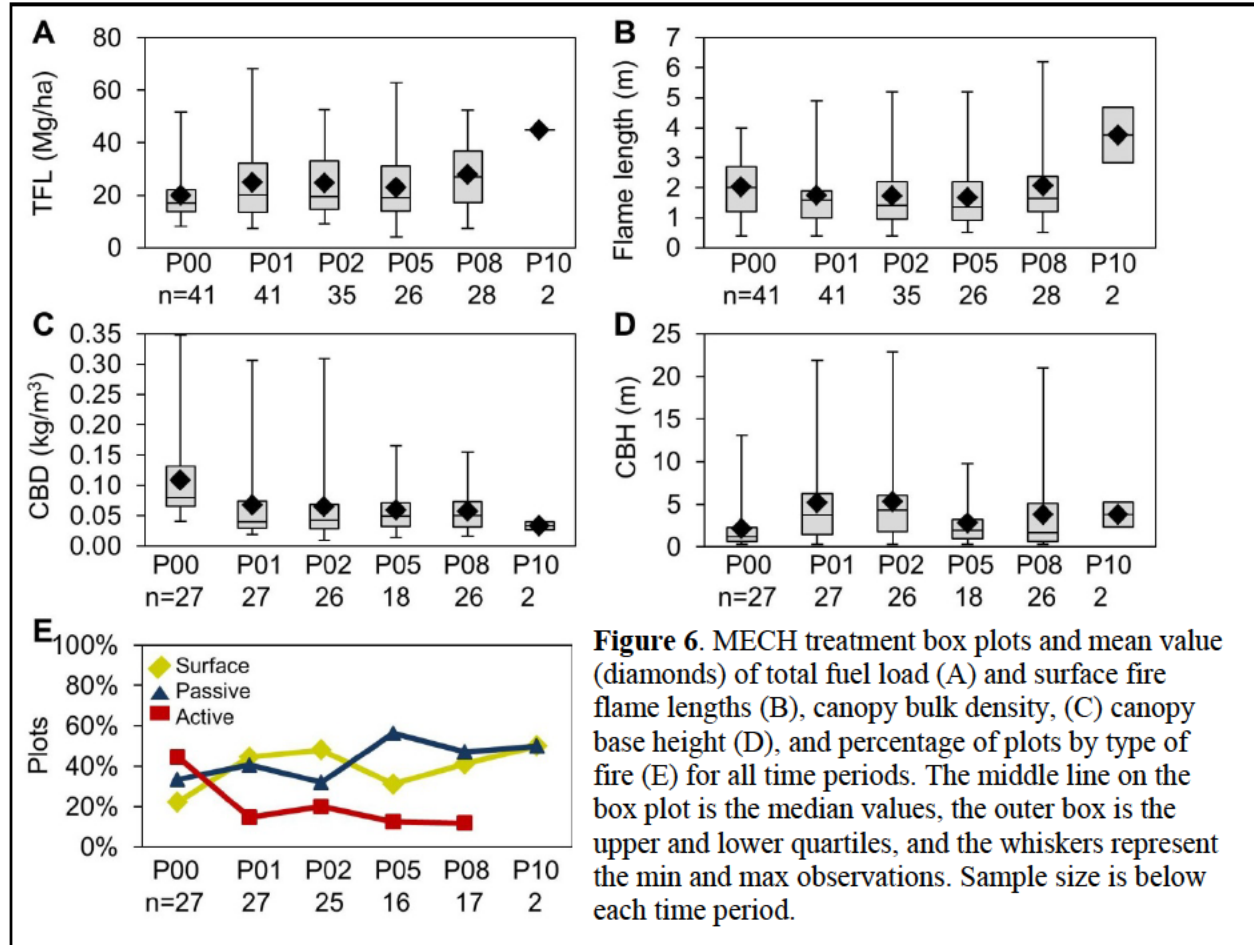 A
B
80
60
40
20
0
TFL (Mg/ha)
P00 P01 P02 P05 P08 P10
n=41 41 35 26 28 2
7
6
5
4
3
2
1
0
Flame length (m)
P00 P01 P02 P05 P08 P10
n=41 41 35 26 28 2
C
D
0.35
0.30
0.25
0.20
0.15
0.10
0.05
0.00
CBD (kg/m³)
P00 P01 P02 P05 P08 P10
n=27 27 26 18 26 2
25
20
15
10
5
0
CBH (m)
P00 P01 P02 P05 P08 P10
n=27 27 26 18 26 2
E
100%
80%
60%
40%
20%
0%
Plots
Surface
Passive
Active
P00 P01 P02 P05 P08 P10
n=27 27 25 16 17 2
Figure 6. MECH treatment box plots and mean value
(diamonds) of total fuel load (A) and surface fire
flame lengths (B), canopy bulk density, (C) canopy
base height (D), and percentage of plots by type of
fire (E) for all time periods. The middle line on the
box plot is the median values, the outer box is the
upper and lower quartiles, and the whiskers represent
the min and max observations. Sample size is below
each time period.